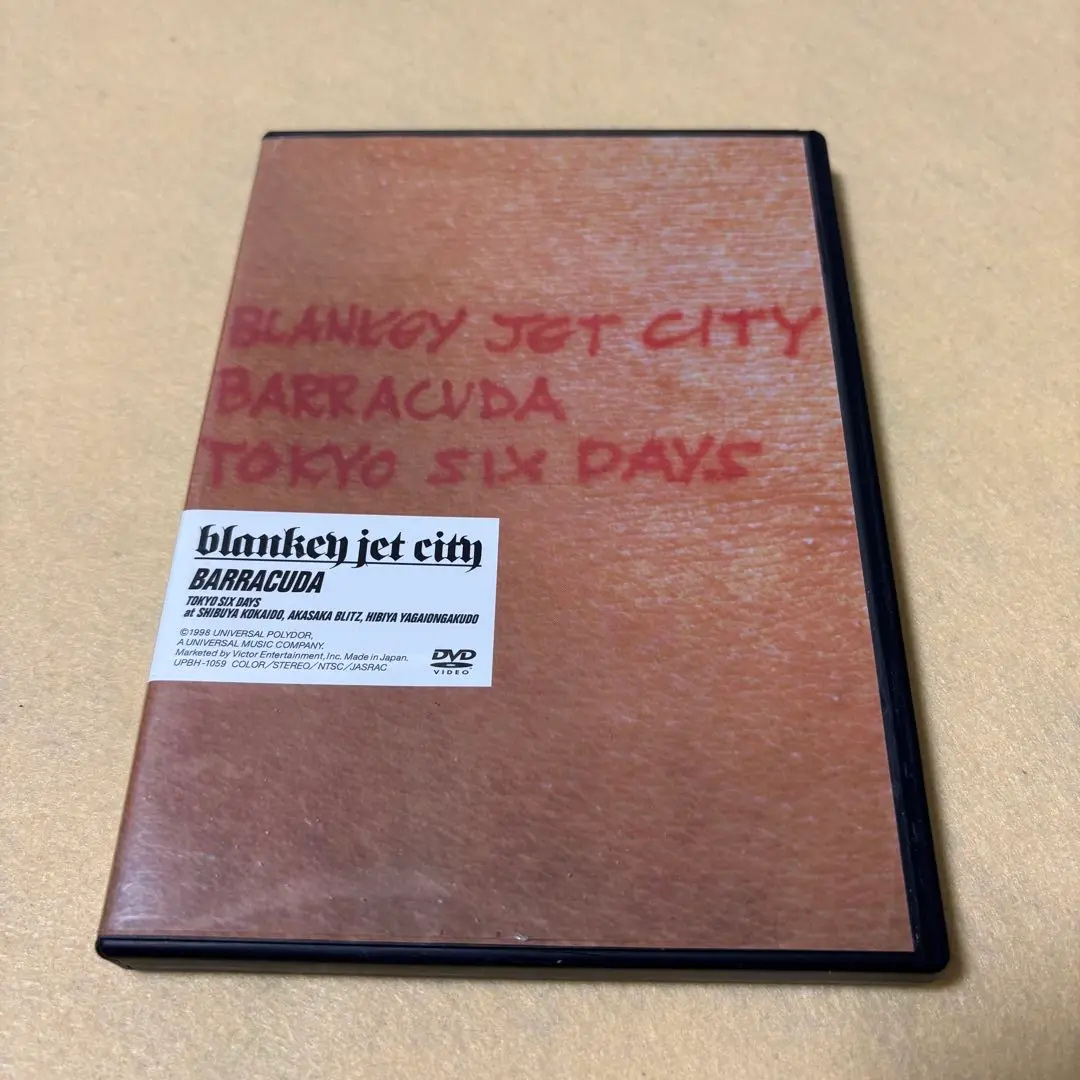 BLANKEY JET CITY
BARRACUDA
TOKYO SIX DAYS
blankey jet city
BARRACUDA
TOKYO SIX DAYS
at SHIBUYA KOKAIDO, AKASAKA BLITZ, HIBIYA YAGAIONGAKUDO
©1998 UNIVERSAL POLYDOR,
A UNIVERSAL MUSIC COMPANY.
Marketed by Victor Entertainment, Inc. Made in Japan.
UPBH-1059 COLOR/STEREO/NTSC/JASRAC
DVD
VIDEO